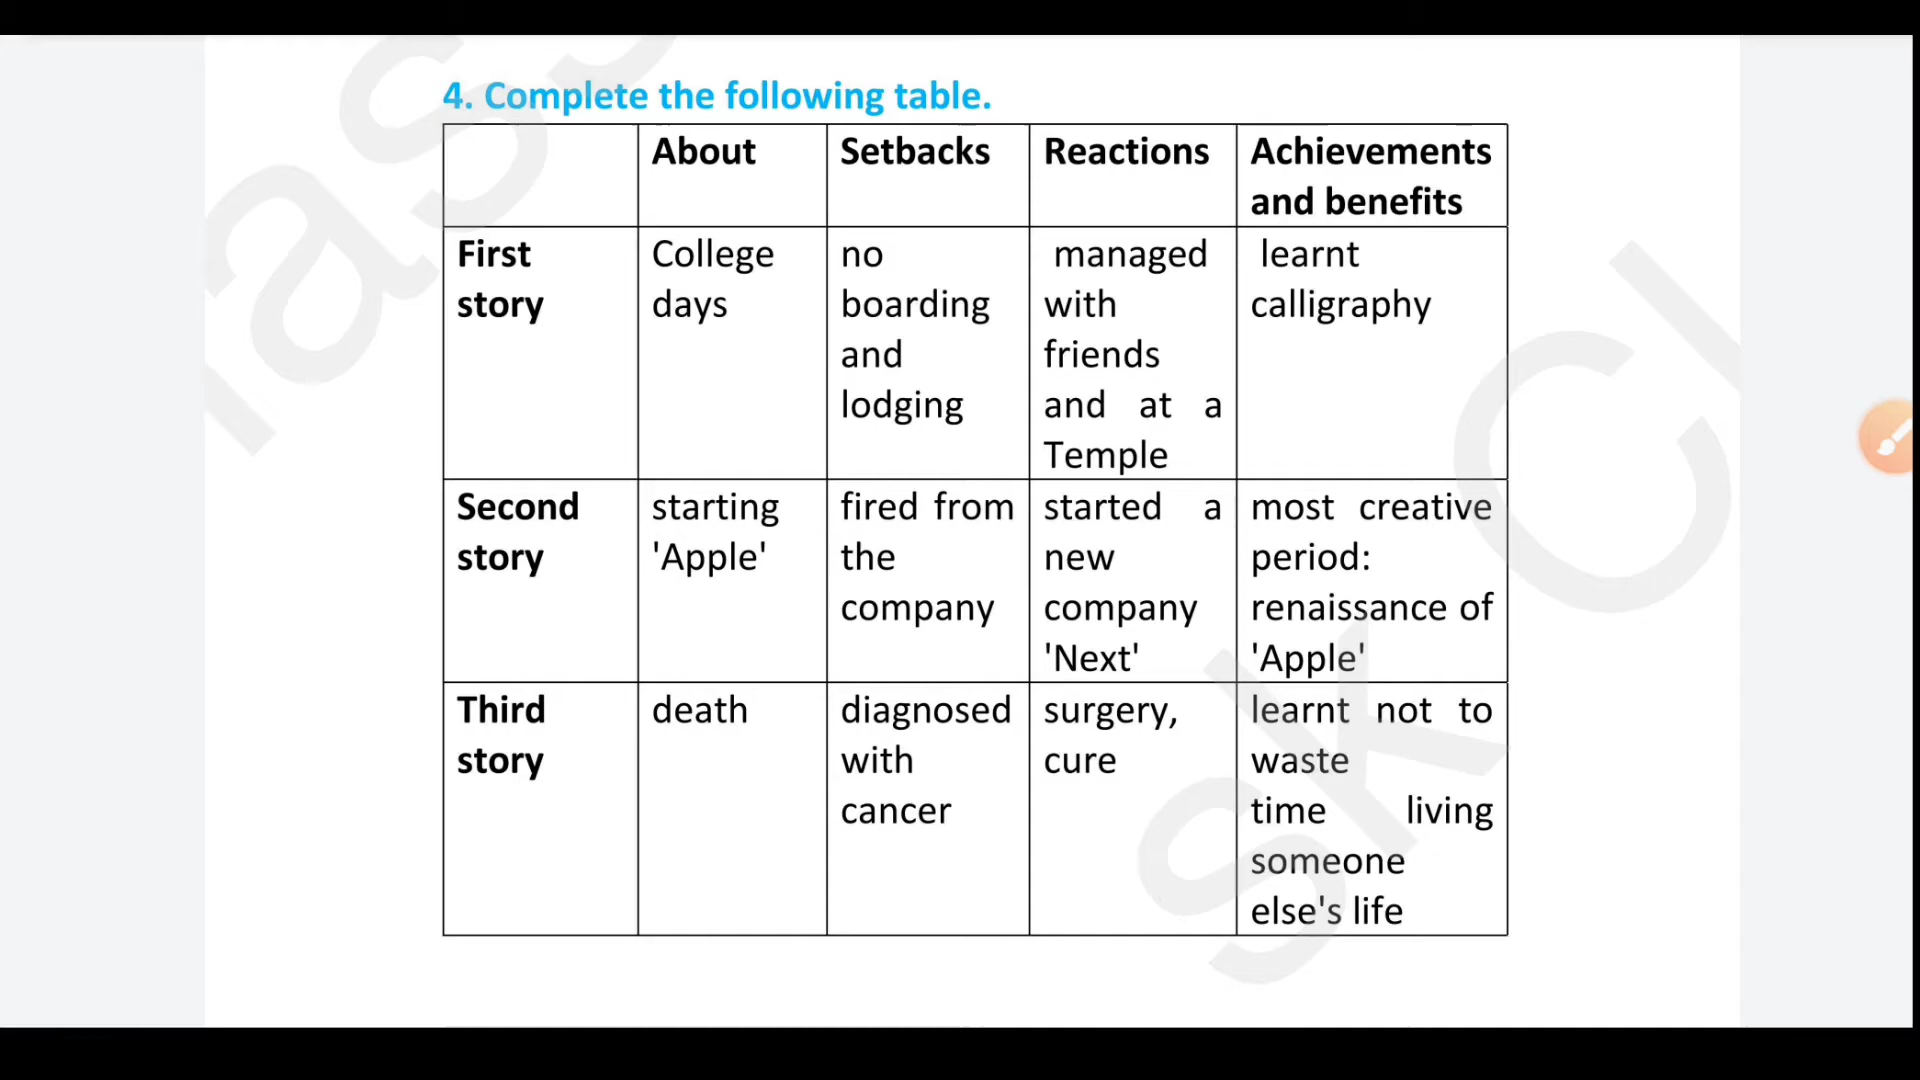 4. Complete the following table.
About
Setbacks
Reactions
Achievements
and benefits
First
story
College
days
no
boarding
and
lodging
managed
with
friends
and at a
Temple
learnt
calligraphy
Second
story
starting
'Apple'
fired from
the
company
started a
new
company
'Next'
most creative
period:
renaissance of
'Apple'
Third
story
death
diagnosed
with
cancer
surgery,
cure
learnt not to
waste
time living
someone
else's life